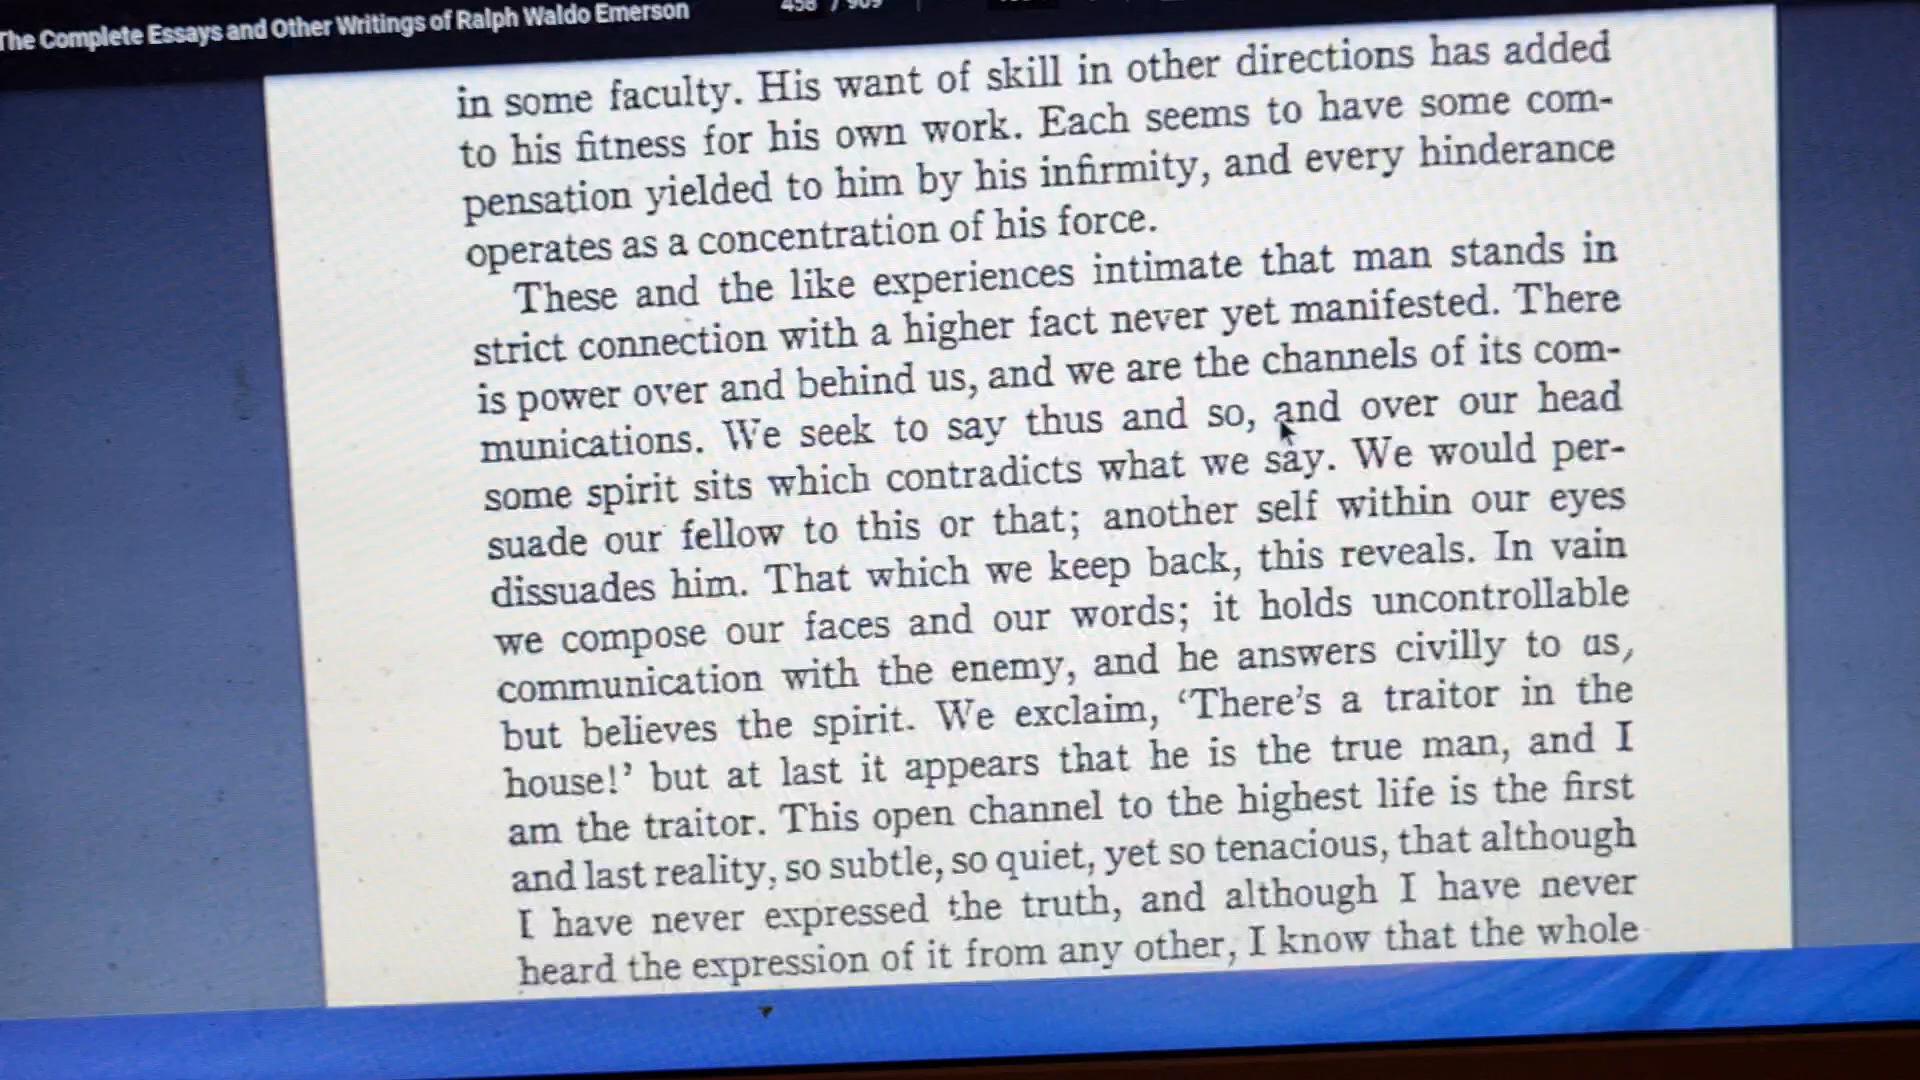 The Complete Essays and Other Writings of Ralph Waldo Emerson
458 / 909
in some faculty. His want of skill in other directions has added
to his fitness for his own work. Each seems to have some com-
pensation yielded to him by his infirmity, and every hinderance
operates as a concentration of his force.
These and the like experiences intimate that man stands in
strict connection with a higher fact never yet manifested. There
is power over and behind us, and we are the channels of its com-
munications. We seek to say thus and so, and over our head
some spirit sits which contradicts what we say. We would per-
suade our fellow to this or that; another self within our eyes
dissuades him. That which we keep back, this reveals. In vain
we compose our faces and our words; it holds uncontrollable
communication with the enemy, and he answers civilly to us,
but believes the spirit. We exclaim, ‘There’s a traitor in the
house!’ but at last it appears that he is the true man, and I
am the traitor. This open channel to the highest life is the first
and last reality, so subtle, so quiet, yet so tenacious, that although
I have never expressed the truth, and although I have never
heard the expression of it from any other, I know that the whole